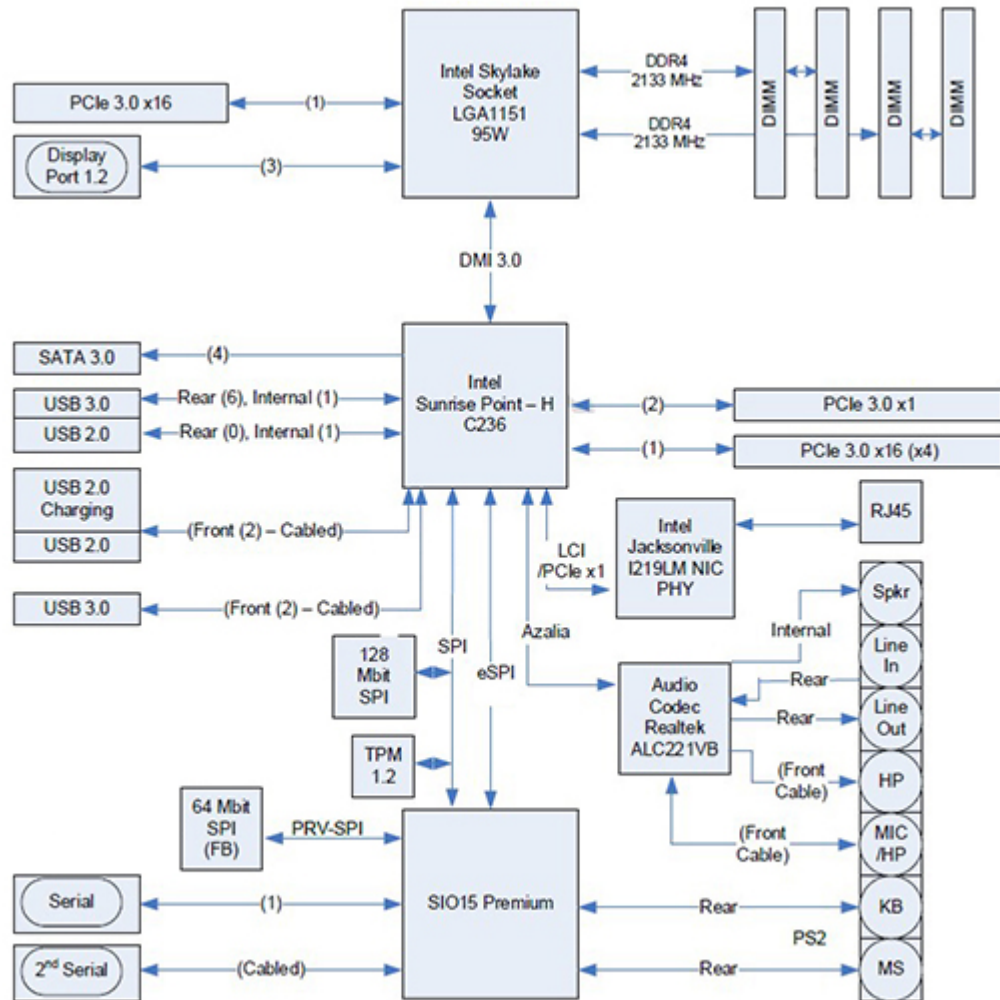 Intel Skylake
Socket
LGA1151
95W
DDR4
2133 MHz
DDR4
2133 MHz
DIMM
DIMM
DIMM
DIMM
PCIe 3.0 x16
(1)
Display
Port 1.2
(3)
DMI 3.0
Intel
Sunrise Point – H
C236
SATA 3.0
(4)
USB 3.0
Rear (6), Internal (1)
USB 2.0
Rear (0), Internal (1)
USB 2.0
Charging
USB 2.0
(Front (2) – Cabled)
USB 3.0
(Front (2) – Cabled)
(2)
PCIe 3.0 x1
(1)
PCIe 3.0 x16 (x4)
Intel
Jacksonville
I219LM NIC
PHY
RJ45
LCI
/PCIe x1
Azalia
SPI
eSPI
128
Mbit
SPI
TPM
1.2
64 Mbit
SPI
(FB)
PRV-SPI
Audio
Codec
Realtek
ALC221VB
Internal
Spkr
Rear
Line
In
Rear
Line
Out
(Front
Cable)
HP
(Front
Cable)
MIC
/HP
SIO15 Premium
Serial
(1)
2nd Serial
(Cabled)
Rear
KB
PS2
Rear
MS